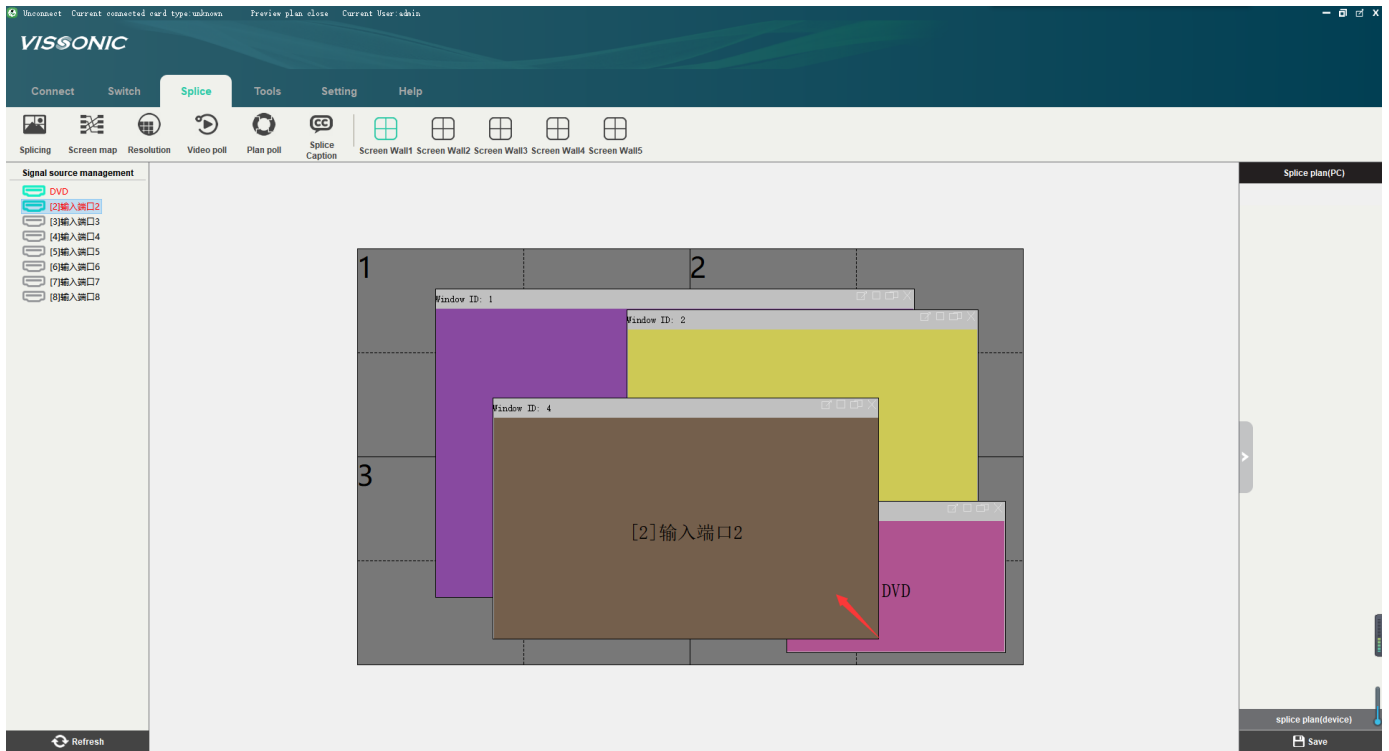 Unconnect Current connected card type:unknown Preview plan close Current User:admin
VISSONIC
Connect Switch Splice Tools Setting Help
CC
Splicing Screen map Resolution Video poll Plan poll Splice Caption Screen Wall1 Screen Wall2 Screen Wall3 Screen Wall4 Screen Wall5
Signal source management
DVD
[2]输入端口2
[3]输入端口3
[4]输入端口4
[5]输入端口5
[6]输入端口6
[7]输入端口7
[8]输入端口8
Refresh
1
2
3
Window ID: 1
Window ID: 2
Window ID: 4
[2]输入端口2
DVD
Splice plan(PC)
splice plan(device)
Save